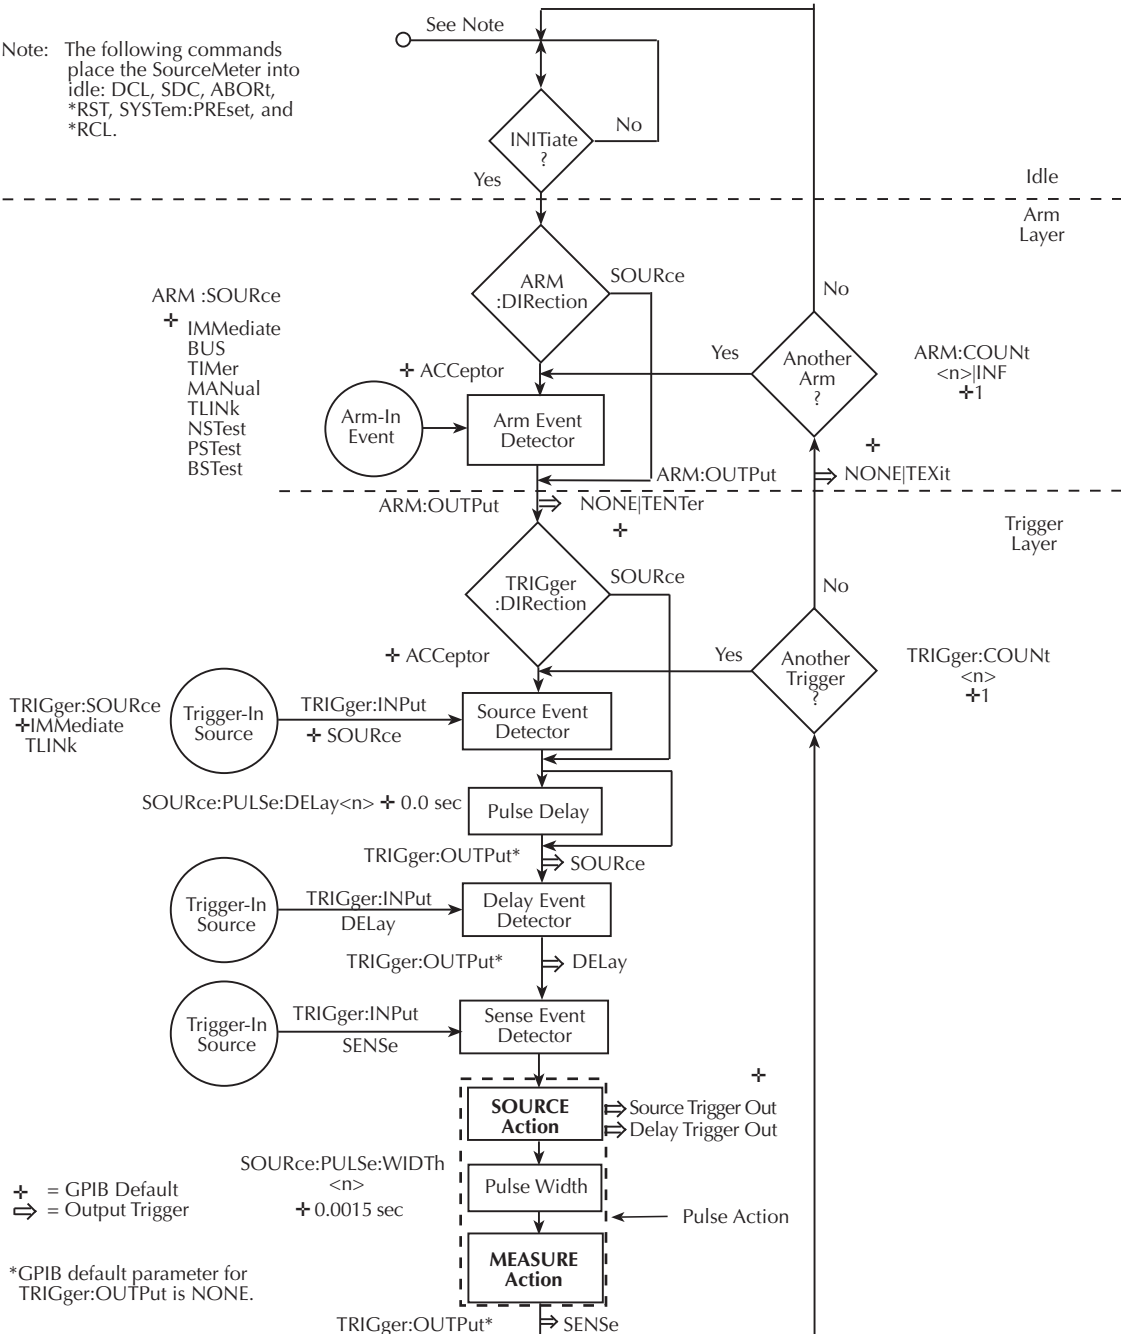 See Note
Note: The following commands
place the SourceMeter into
idle: DCL, SDC, ABORt,
*RST, SYSTem:PREset, and
*RCL.
INITiate
?
No
Yes
Idle
Arm
Layer
ARM
:DIRection
SOURce
ARM :SOURce
✛ IMMediate
BUS
TIMer
MANual
TLINk
NSTest
PSTest
BSTest
No
Another
Arm
?
Yes
ARM:COUNt
<n>|INF
✛1
✛ ACCeptor
Arm-In
Event
Arm Event
Detector
ARM:OUTPut
✛
⇒ NONE|TEXit
ARM:OUTPut
⇒ NONE|TENTer
✛
Trigger
Layer
TRIGger
:DIRection
SOURce
No
✛ ACCeptor
Yes
Another
Trigger
?
TRIGger:COUNt
<n>
✛1
TRIGger:SOURce
✛IMMediate
TLINk
Trigger-In
Source
TRIGger:INPut
✛ SOURce
Source Event
Detector
SOURce:PULSe:DELay<n> ✛ 0.0 sec
Pulse Delay
TRIGger:OUTPut*
⇒ SOURce
Trigger-In
Source
TRIGger:INPut
DELay
Delay Event
Detector
TRIGger:OUTPut*
⇒ DELay
Trigger-In
Source
TRIGger:INPut
SENSe
Sense Event
Detector
✛
SOURCE
Action
⇒ Source Trigger Out
⇒ Delay Trigger Out
SOURce:PULSe:WIDTh
<n>
✛ 0.0015 sec
Pulse Width
Pulse Action
✛ = GPIB Default
⇒ = Output Trigger
MEASURE
Action
*GPIB default parameter for
TRIGger:OUTPut is NONE.
TRIGger:OUTPut*
⇒ SENSe